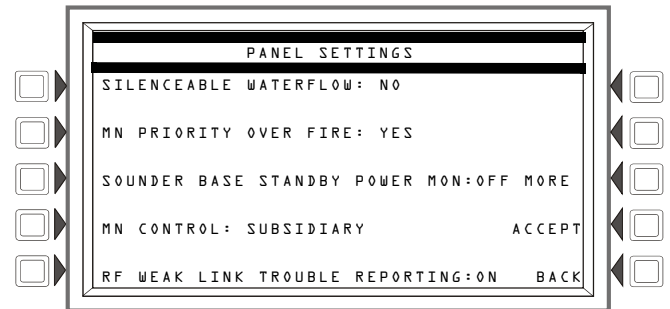 PANEL SETTINGS
SILENCEABLE WATERFLOW: NO
MN PRIORITY OVER FIRE: YES
SOUNDER BASE STANDBY POWER MON:OFF MORE
MN CONTROL: SUBSIDIARY ACCEPT
RF WEAK LINK TROUBLE REPORTING:ON BACK